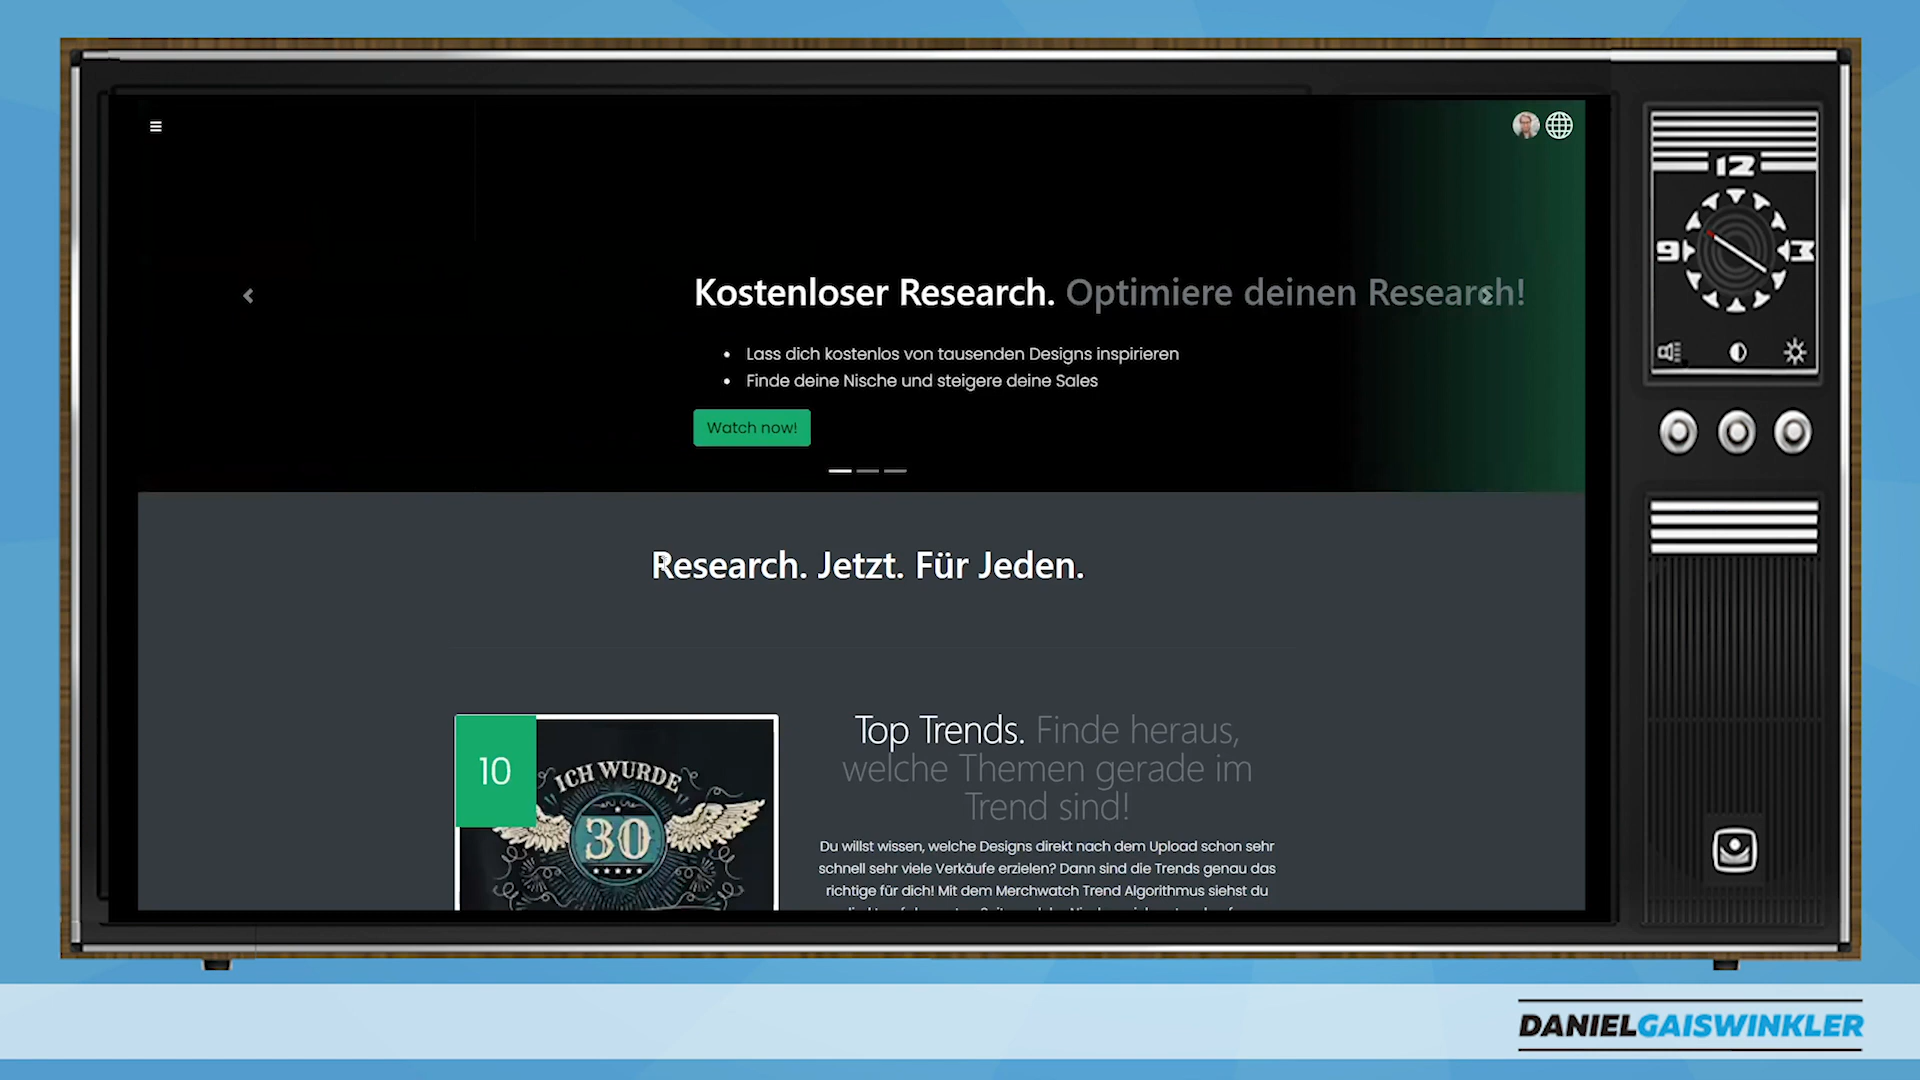 Kostenloser Research. Optimiere deinen Research!
Lass dich kostenlos von tausenden Designs inspirieren
Finde deine Nische und steigere deine Sales
Watch now!
Research. Jetzt. Für Jeden.
10
ICH WURDE
30
Top Trends. Finde heraus,
welche Themen gerade im
Trend sind!
Du willst wissen, welche Designs direkt nach dem Upload schon sehr
schnell sehr viele Verkäufe erzielen? Dann sind die Trends genau das
richtige für dich! Mit dem Merchwatch Trend Algorithmus siehst du
12
9
3
DANIELGAISWINKLER